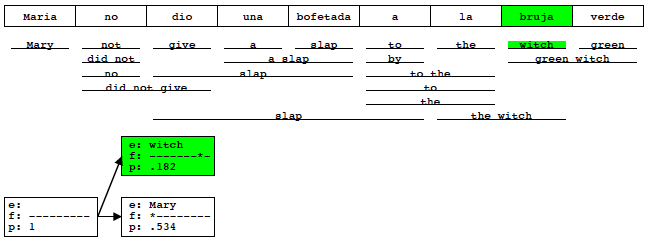 Maria no dio una bofetada a la bruja verde
Mary not give a slap to the witch green
did not a slap by green witch
no slap to the
did not give to
the
slap the witch
e: witch
f: -------*-
p: .182
e: e: Mary
f: --------- f: *--------
p: 1 p: .534